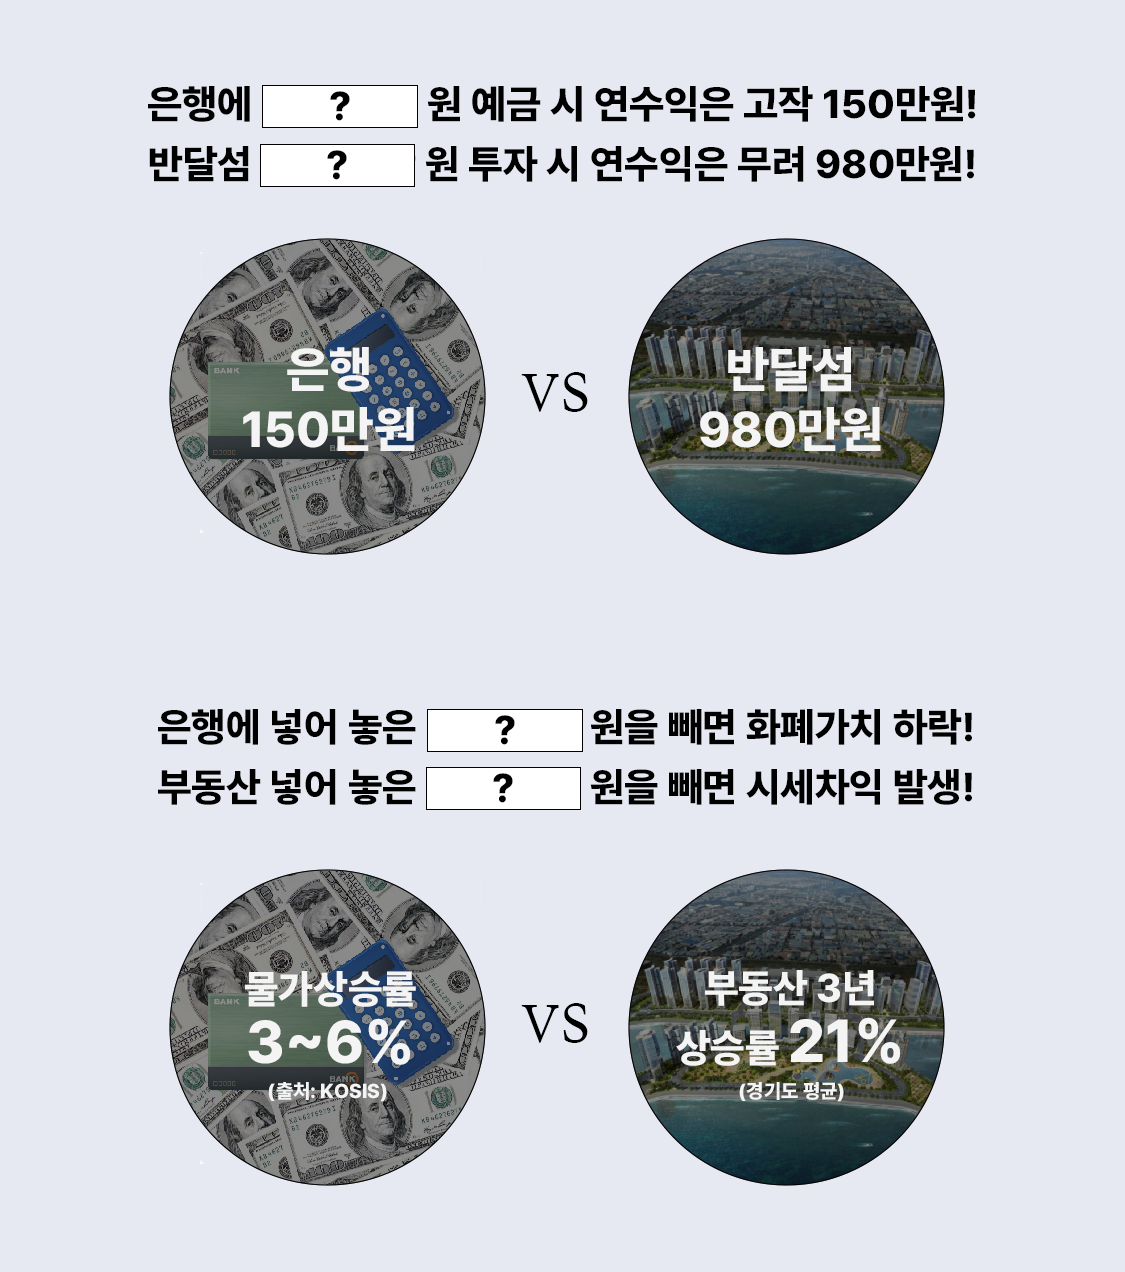 은행에 ? 원 예금 시 연수익은 고작 150만원!
반달섬 ? 원 투자 시 연수익은 무려 980만원!
은행
150만원
VS
반달섬
980만원
은행에 넣어 놓은 ? 원을 빼면 화폐가치 하락!
부동산 넣어 놓은 ? 원을 빼면 시세차익 발생!
물가상승률
3~6%
(출처: KOSIS)
VS
부동산 3년
상승률 21%
(경기도 평균)